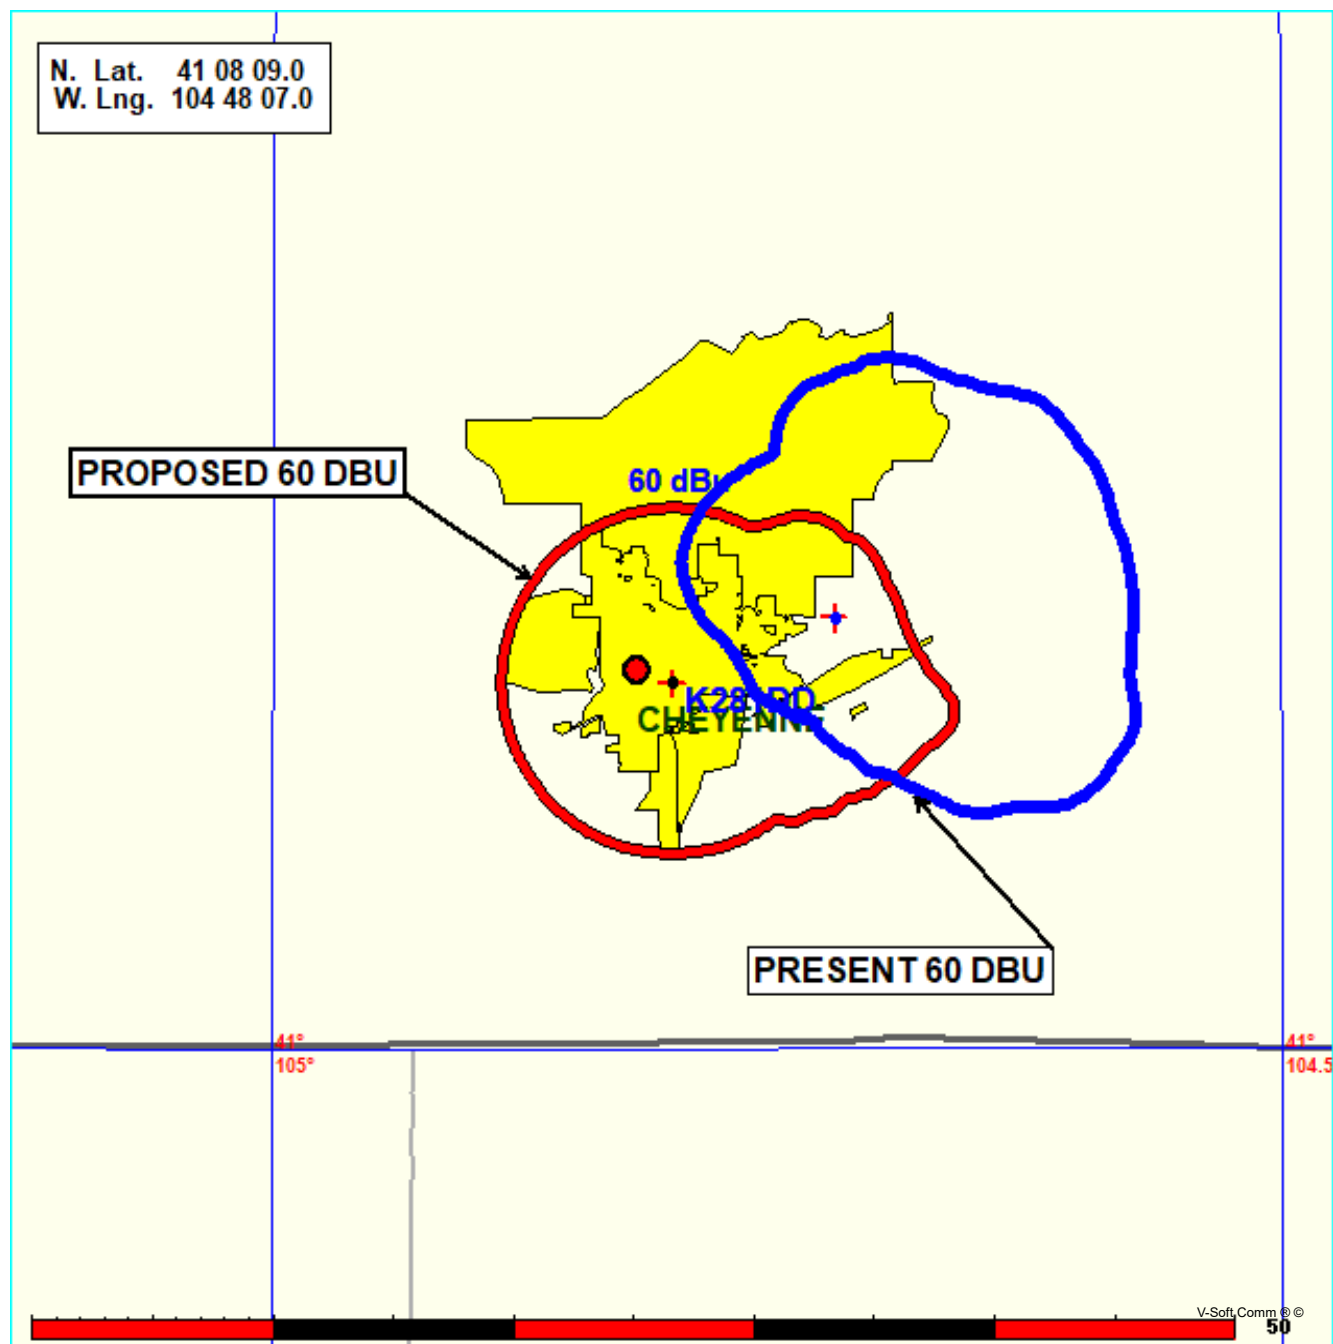 N. Lat. 41 08 09.0
W. Lng. 104 48 07.0
PROPOSED 60 DBU
60 dBu
CHEYENNE
PRESENT 60 DBU
41°
105°
41°
104.5
V-Soft Comm ® ©
50